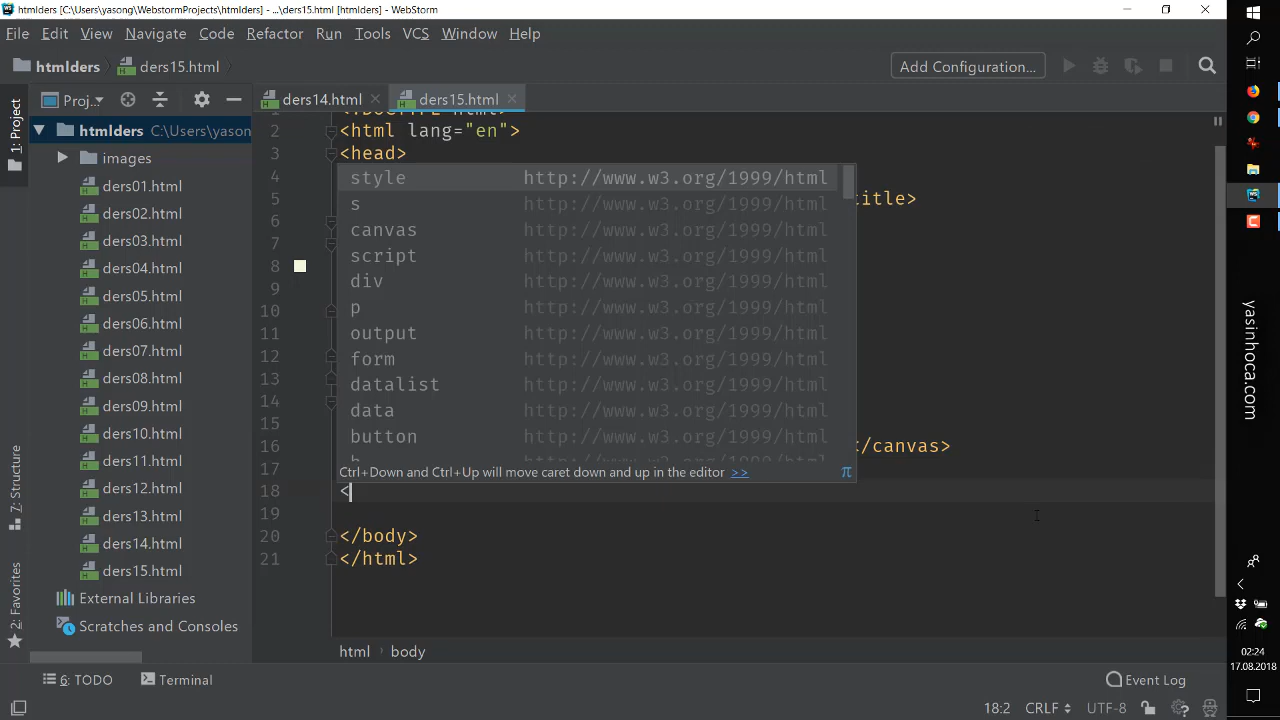 htmlders [C:\Users\yasong\WebstormProjects\htmlders] - ...\ders15.html [htmlders] - WebStorm
File Edit View Navigate Code Refactor Run Tools VCS Window Help
htmlders ders15.html Add Configuration...
1: Project
Proj... ders14.html ders15.html
htmlders C:\Users\yason
images
ders01.html
ders02.html
ders03.html
ders04.html
ders05.html
ders06.html
ders07.html
ders08.html
ders09.html
ders10.html
ders11.html
ders12.html
ders13.html
ders14.html
ders15.html
External Libraries
Scratches and Consoles
7: Structure
2: Favorites
1 <!DOCTYPE html>
2 <html lang="en">
3 <head>
4
5 title>
6
7
8
9
10
11
12
13
14
15
16 </canvas>
17
18 <
19
20 </body>
21 </html>
style http://www.w3.org/1999/html
s http://www.w3.org/1999/html
canvas http://www.w3.org/1999/html
script http://www.w3.org/1999/html
div http://www.w3.org/1999/html
p http://www.w3.org/1999/html
output http://www.w3.org/1999/html
form http://www.w3.org/1999/html
datalist http://www.w3.org/1999/html
data http://www.w3.org/1999/html
button http://www.w3.org/1999/html
Ctrl+Down and Ctrl+Up will move caret down and up in the editor >> π
html body
6: TODO Terminal Event Log
18:2 CRLF UTF-8
yasinhoca.com
02:24
17.08.2018